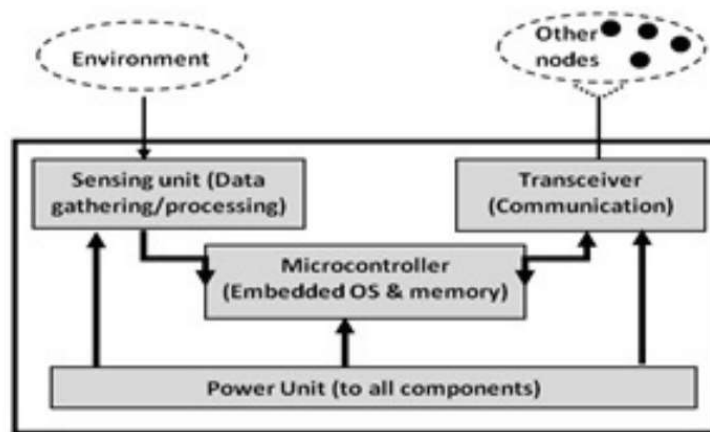 Environment
Other
nodes
Sensing unit (Data
gathering/processing)
Transceiver
(Communication)
Microcontroller
(Embedded OS & memory)
Power Unit (to all components)